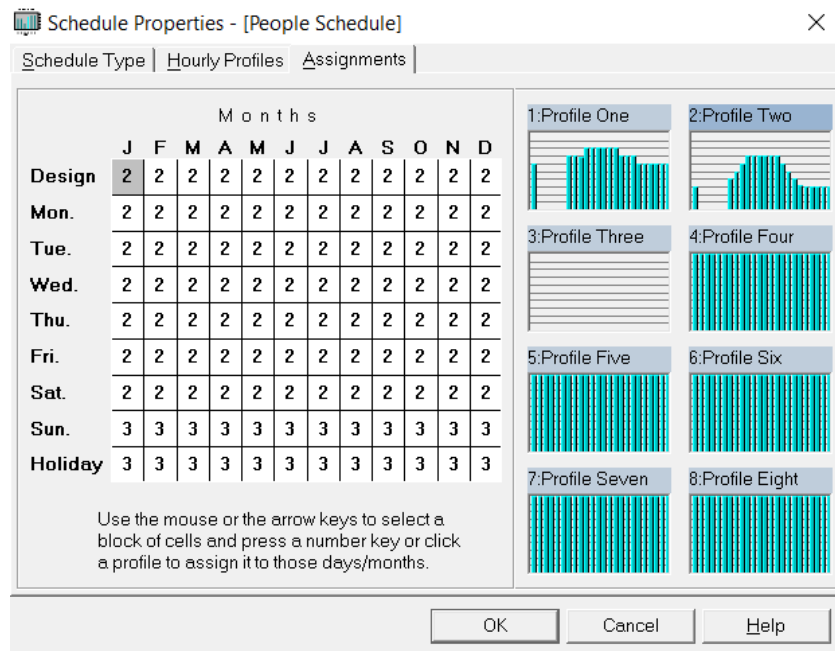 Schedule Properties - [People Schedule]
Schedule Type Hourly Profiles Assignments
Months
J F M A M J J A S O N D
Design 2 2 2 2 2 2 2 2 2 2 2 2
Mon. 2 2 2 2 2 2 2 2 2 2 2 2
Tue. 2 2 2 2 2 2 2 2 2 2 2 2
Wed. 2 2 2 2 2 2 2 2 2 2 2 2
Thu. 2 2 2 2 2 2 2 2 2 2 2 2
Fri. 2 2 2 2 2 2 2 2 2 2 2 2
Sat. 2 2 2 2 2 2 2 2 2 2 2 2
Sun. 3 3 3 3 3 3 3 3 3 3 3 3
Holiday 3 3 3 3 3 3 3 3 3 3 3 3
Use the mouse or the arrow keys to select a
block of cells and press a number key or click
a profile to assign it to those days/months.
1:Profile One 2:Profile Two
3:Profile Three 4:Profile Four
5:Profile Five 6:Profile Six
7:Profile Seven 8:Profile Eight
OK Cancel Help